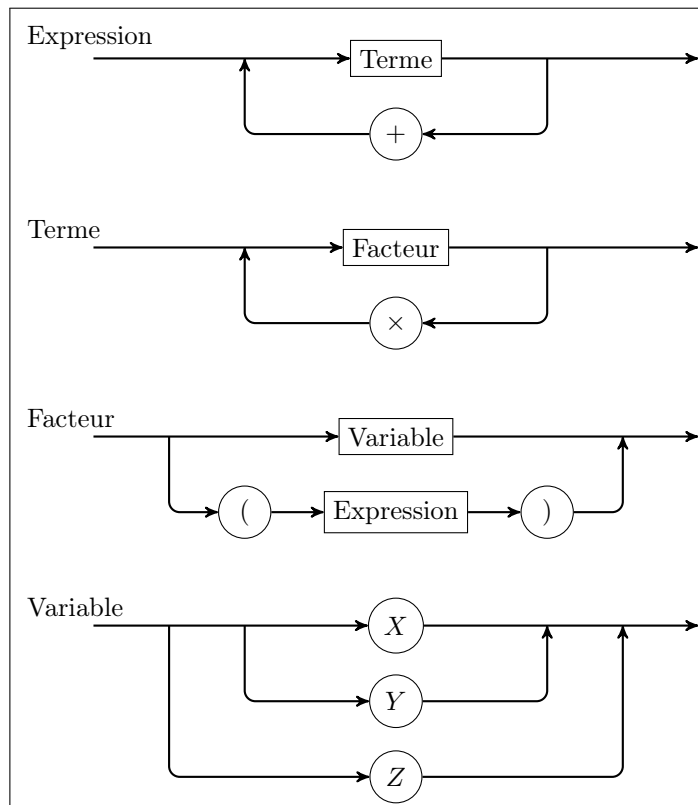 Expression
Terme
+
Terme
Facteur
×
Facteur
Variable
( Expression )
Variable
X
Y
Z